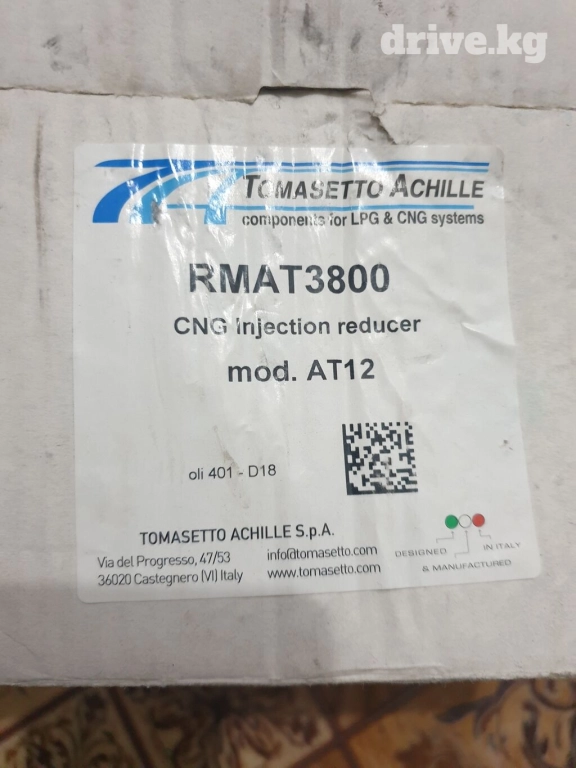 drive.kg
TOMASETTO ACHILLE
components for LPG & CNG systems
RMAT3800
CNG Injection reducer
mod. AT12
oli 401 - D18
TOMASETTO ACHILLE S.p.A.
Via del Progresso, 47/53
36020 Castegnero (VI) Italy
info@tomasetto.com
www.tomasetto.com
DESIGNED IN ITALY
& MANUFACTURED